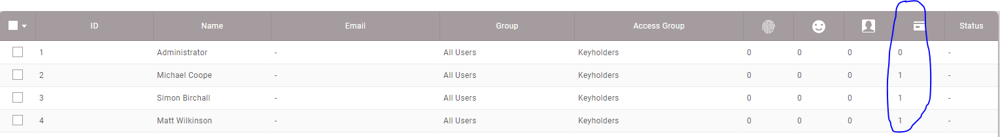 ID Name Email Group Access Group Status
1 Administrator - All Users Keyholders 0 0 0 0 -
2 Michael Coope - All Users Keyholders 0 0 0 1 -
3 Simon Birchall - All Users Keyholders 0 0 0 1 -
4 Matt Wilkinson - All Users Keyholders 0 0 0 1 -